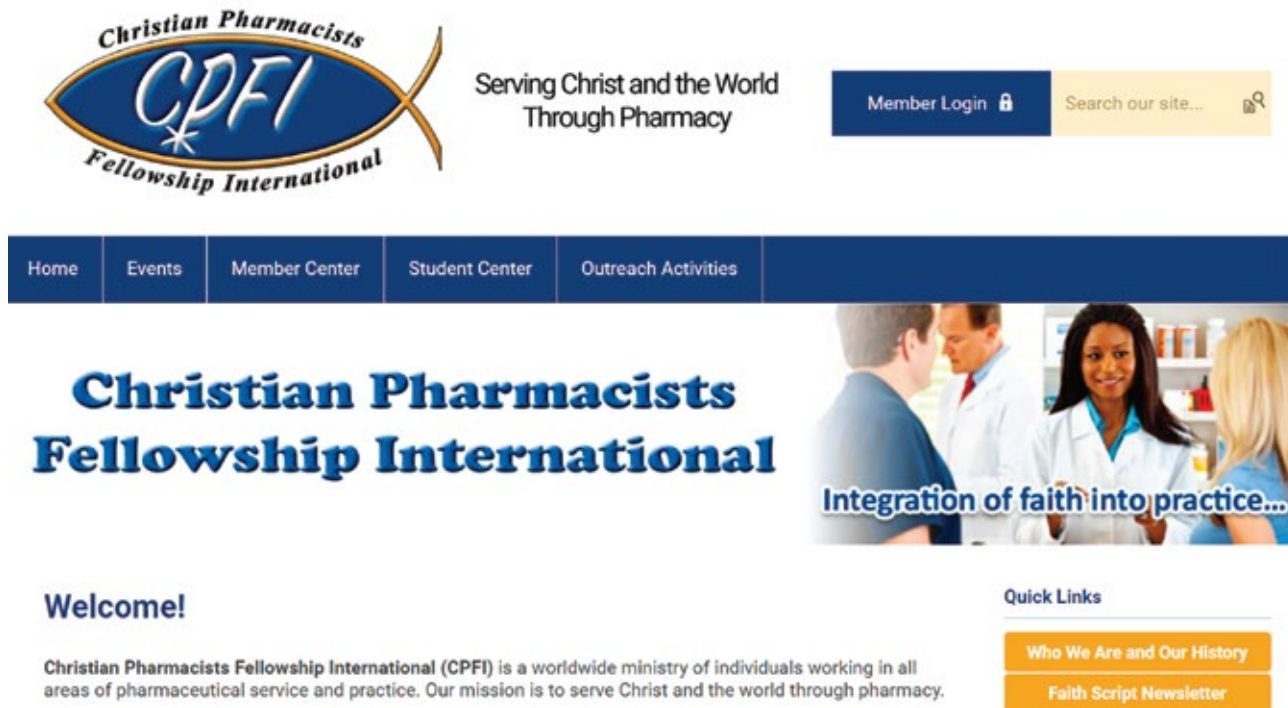 Christian Pharmacists
CPFI
Fellowship International
Serving Christ and the World
Through Pharmacy
Member Login
Search our site...
Home
Events
Member Center
Student Center
Outreach Activities
Christian Pharmacists
Fellowship International
Integration of faith into practice...
Welcome!
Christian Pharmacists Fellowship International (CPFI) is a worldwide ministry of individuals working in all
areas of pharmaceutical service and practice. Our mission is to serve Christ and the world through pharmacy.
Quick Links
Who We Are and Our History
Faith Script Newsletter